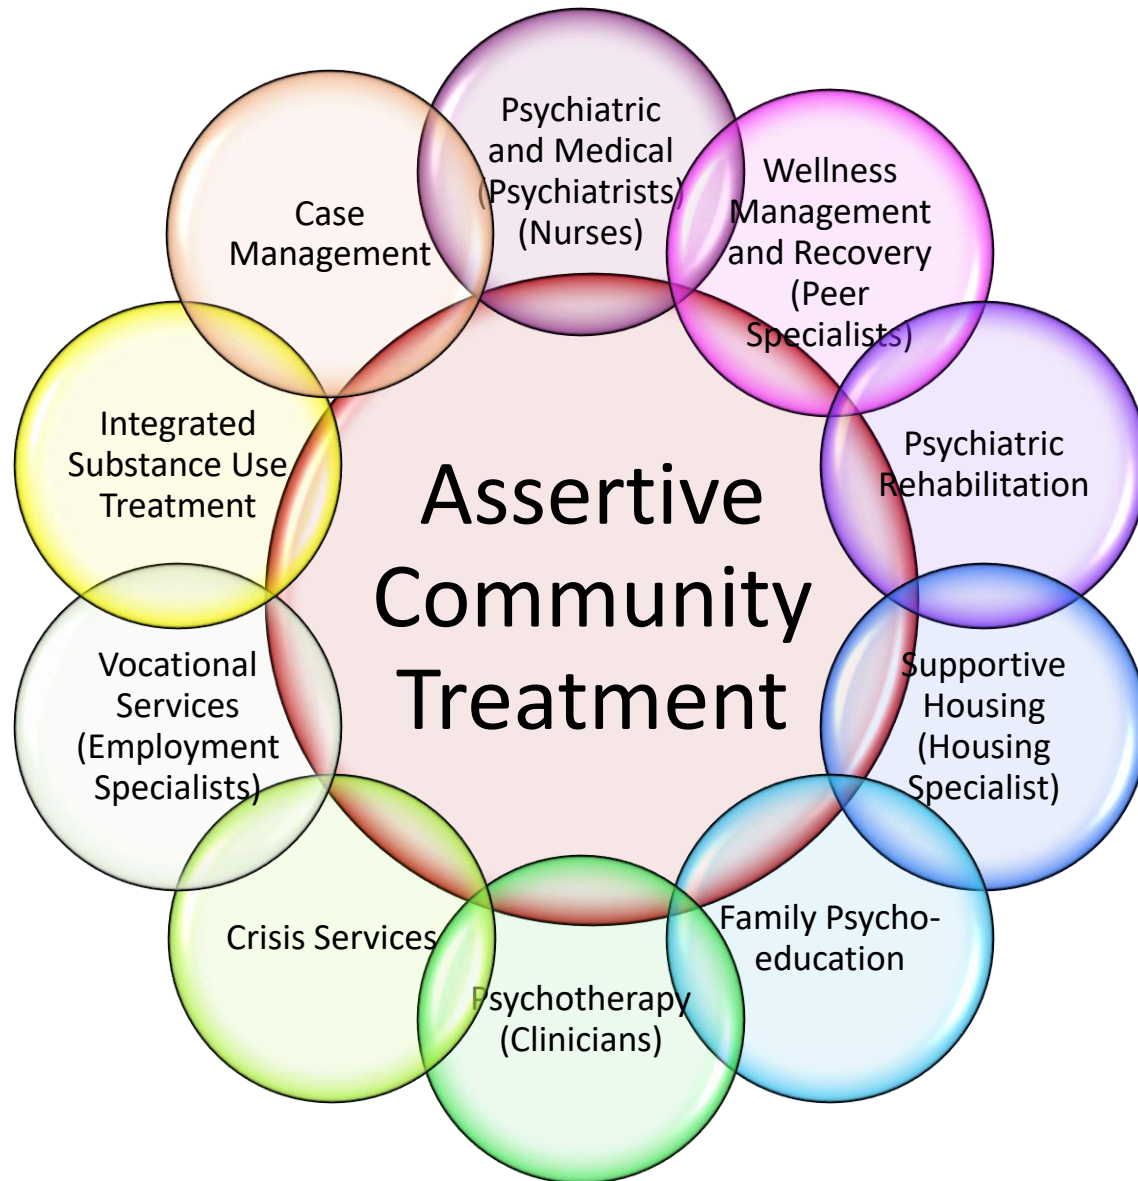 Psychiatric
and Medical
(Psychiatrists)
(Nurses)
Wellness
Management
and Recovery
(Peer
Specialists)
Psychiatric
Rehabilitation
Supportive
Housing
(Housing
Specialist)
Family Psycho-
education
Psychotherapy
(Clinicians)
Crisis Services
Vocational
Services
(Employment
Specialists)
Integrated
Substance Use
Treatment
Case
Management
Assertive
Community
Treatment